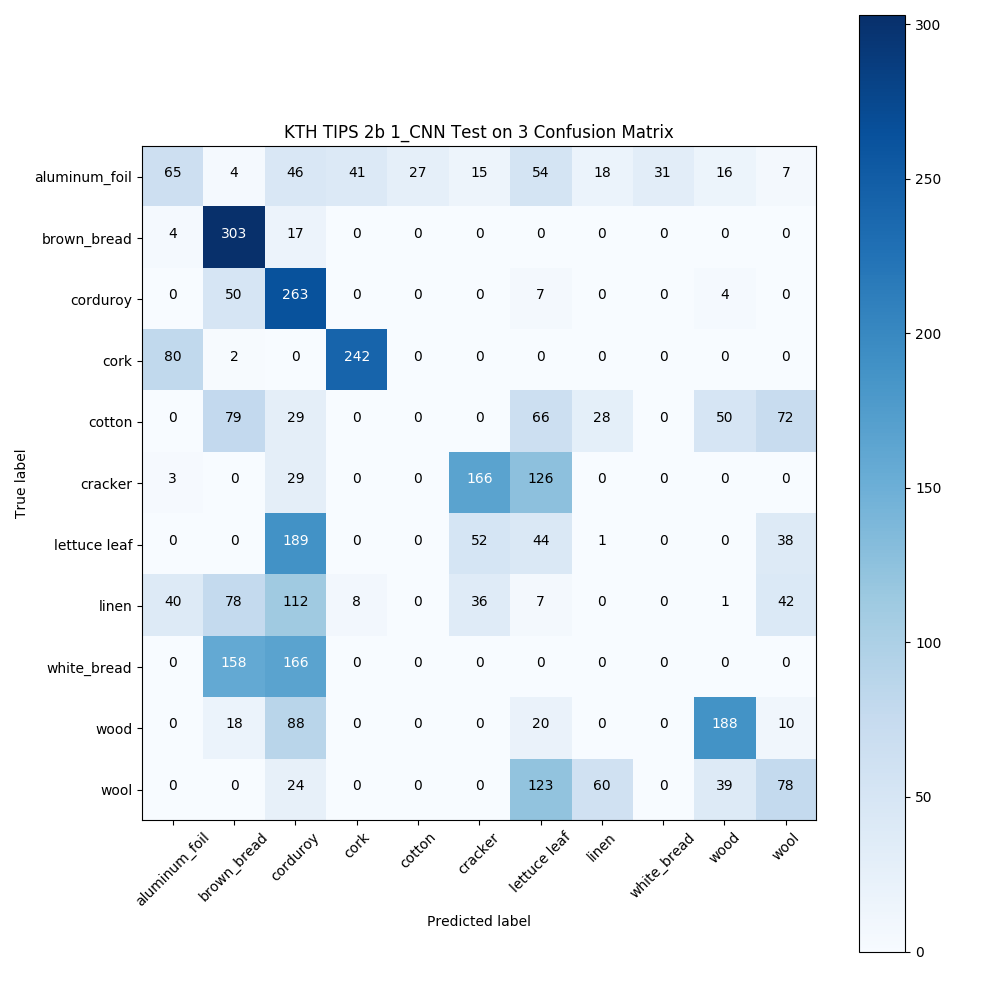 KTH TIPS 2b 1_CNN Test on 3 Confusion Matrix
True label
aluminum_foil 65 4 46 41 27 15 54 18 31 16 7
brown_bread 4 303 17 0 0 0 0 0 0 0 0
corduroy 0 50 263 0 0 0 7 0 0 4 0
cork 80 2 0 242 0 0 0 0 0 0 0
cotton 0 79 29 0 0 0 66 28 0 50 72
cracker 3 0 29 0 0 166 126 0 0 0 0
lettuce leaf 0 0 189 0 0 52 44 1 0 0 38
linen 40 78 112 8 0 36 7 0 0 1 42
white_bread 0 158 166 0 0 0 0 0 0 0 0
wood 0 18 88 0 0 0 20 0 0 188 10
wool 0 0 24 0 0 0 123 60 0 39 78
aluminum_foil brown_bread corduroy cork cotton cracker lettuce leaf linen white_bread wood wool
Predicted label
300
250
200
150
100
50
0